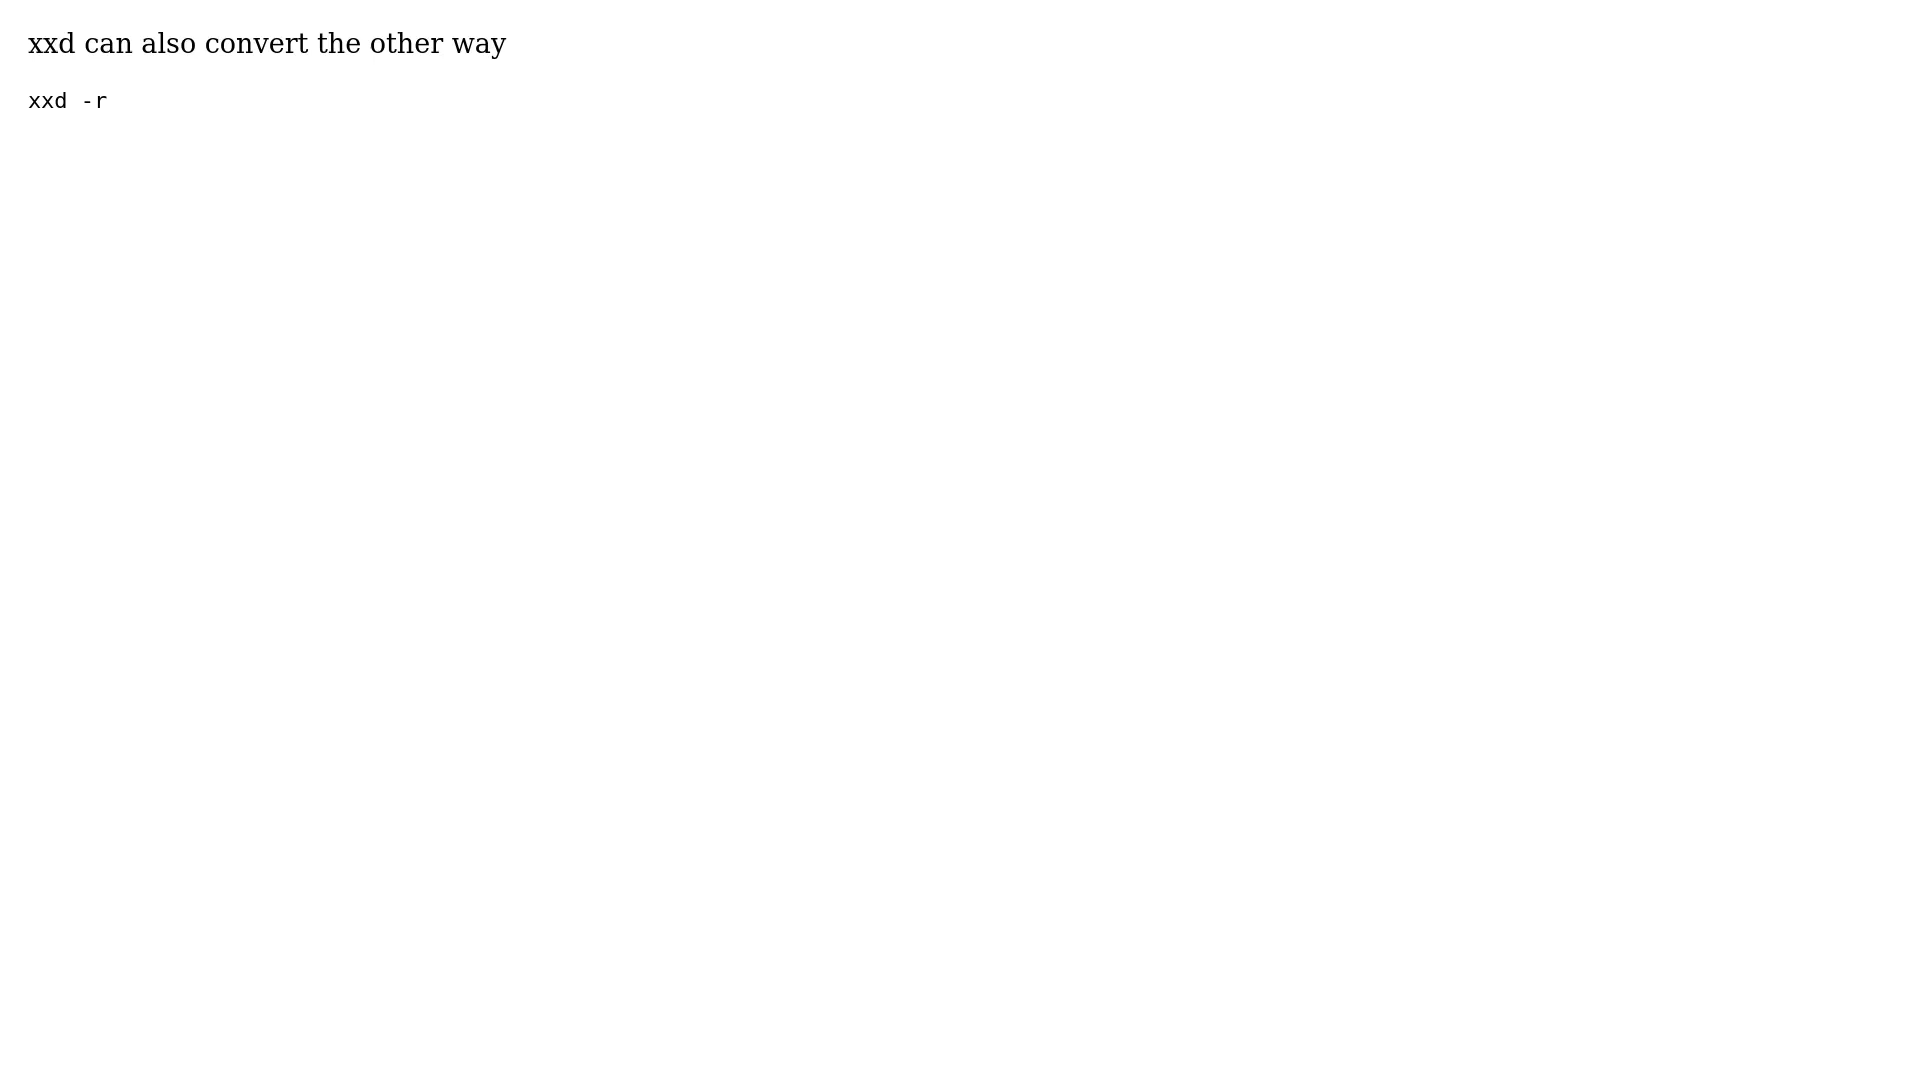 xxd can also convert the other way
xxd -r